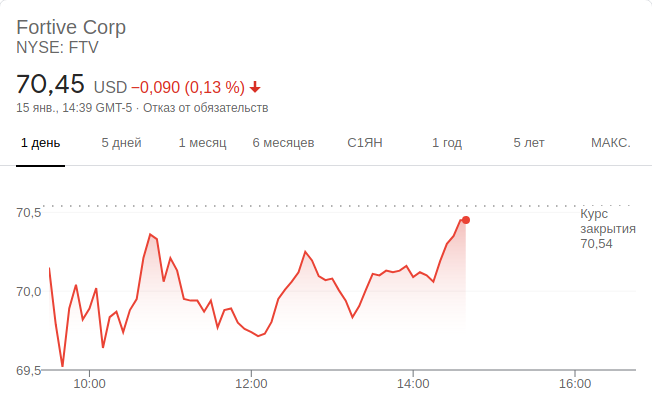 Fortive Corp
NYSE: FTV
70,45 USD −0,090 (0,13 %)
15 янв., 14:39 GMT-5 · Отказ от обязательств
1 день 5 дней 1 месяц 6 месяцев С1ЯН 1 год 5 лет МАКС.
70,5
Курс
закрытия
70,54
70,0
69,5
10:00 12:00 14:00 16:00